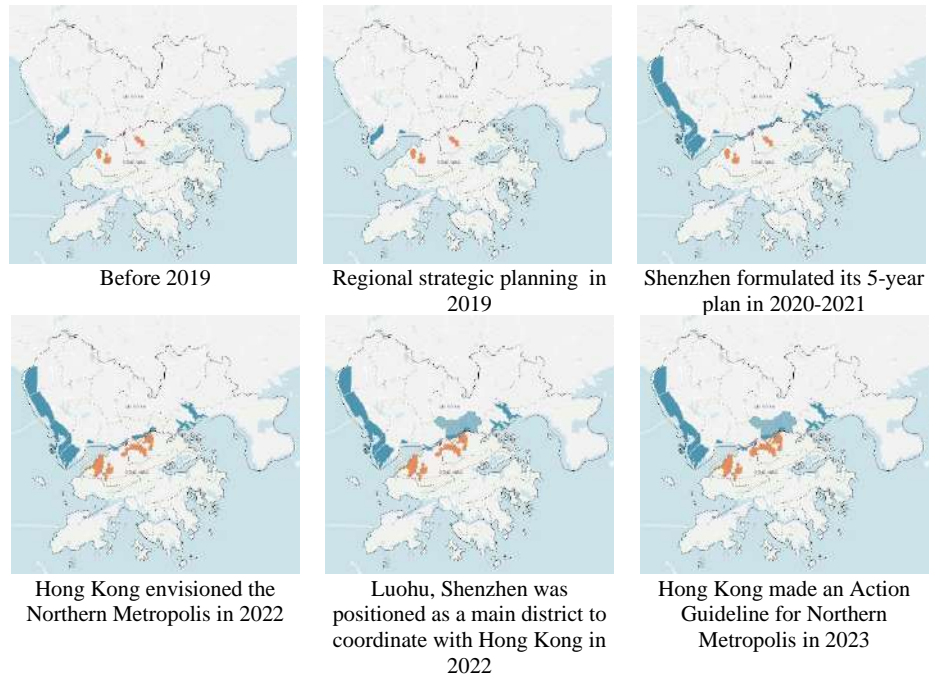 Before 2019
Regional strategic planning in
2019
Shenzhen formulated its 5-year
plan in 2020-2021
Hong Kong envisioned the
Northern Metropolis in 2022
Luohu, Shenzhen was
positioned as a main district to
coordinate with Hong Kong in
2022
Hong Kong made an Action
Guideline for Northern
Metropolis in 2023